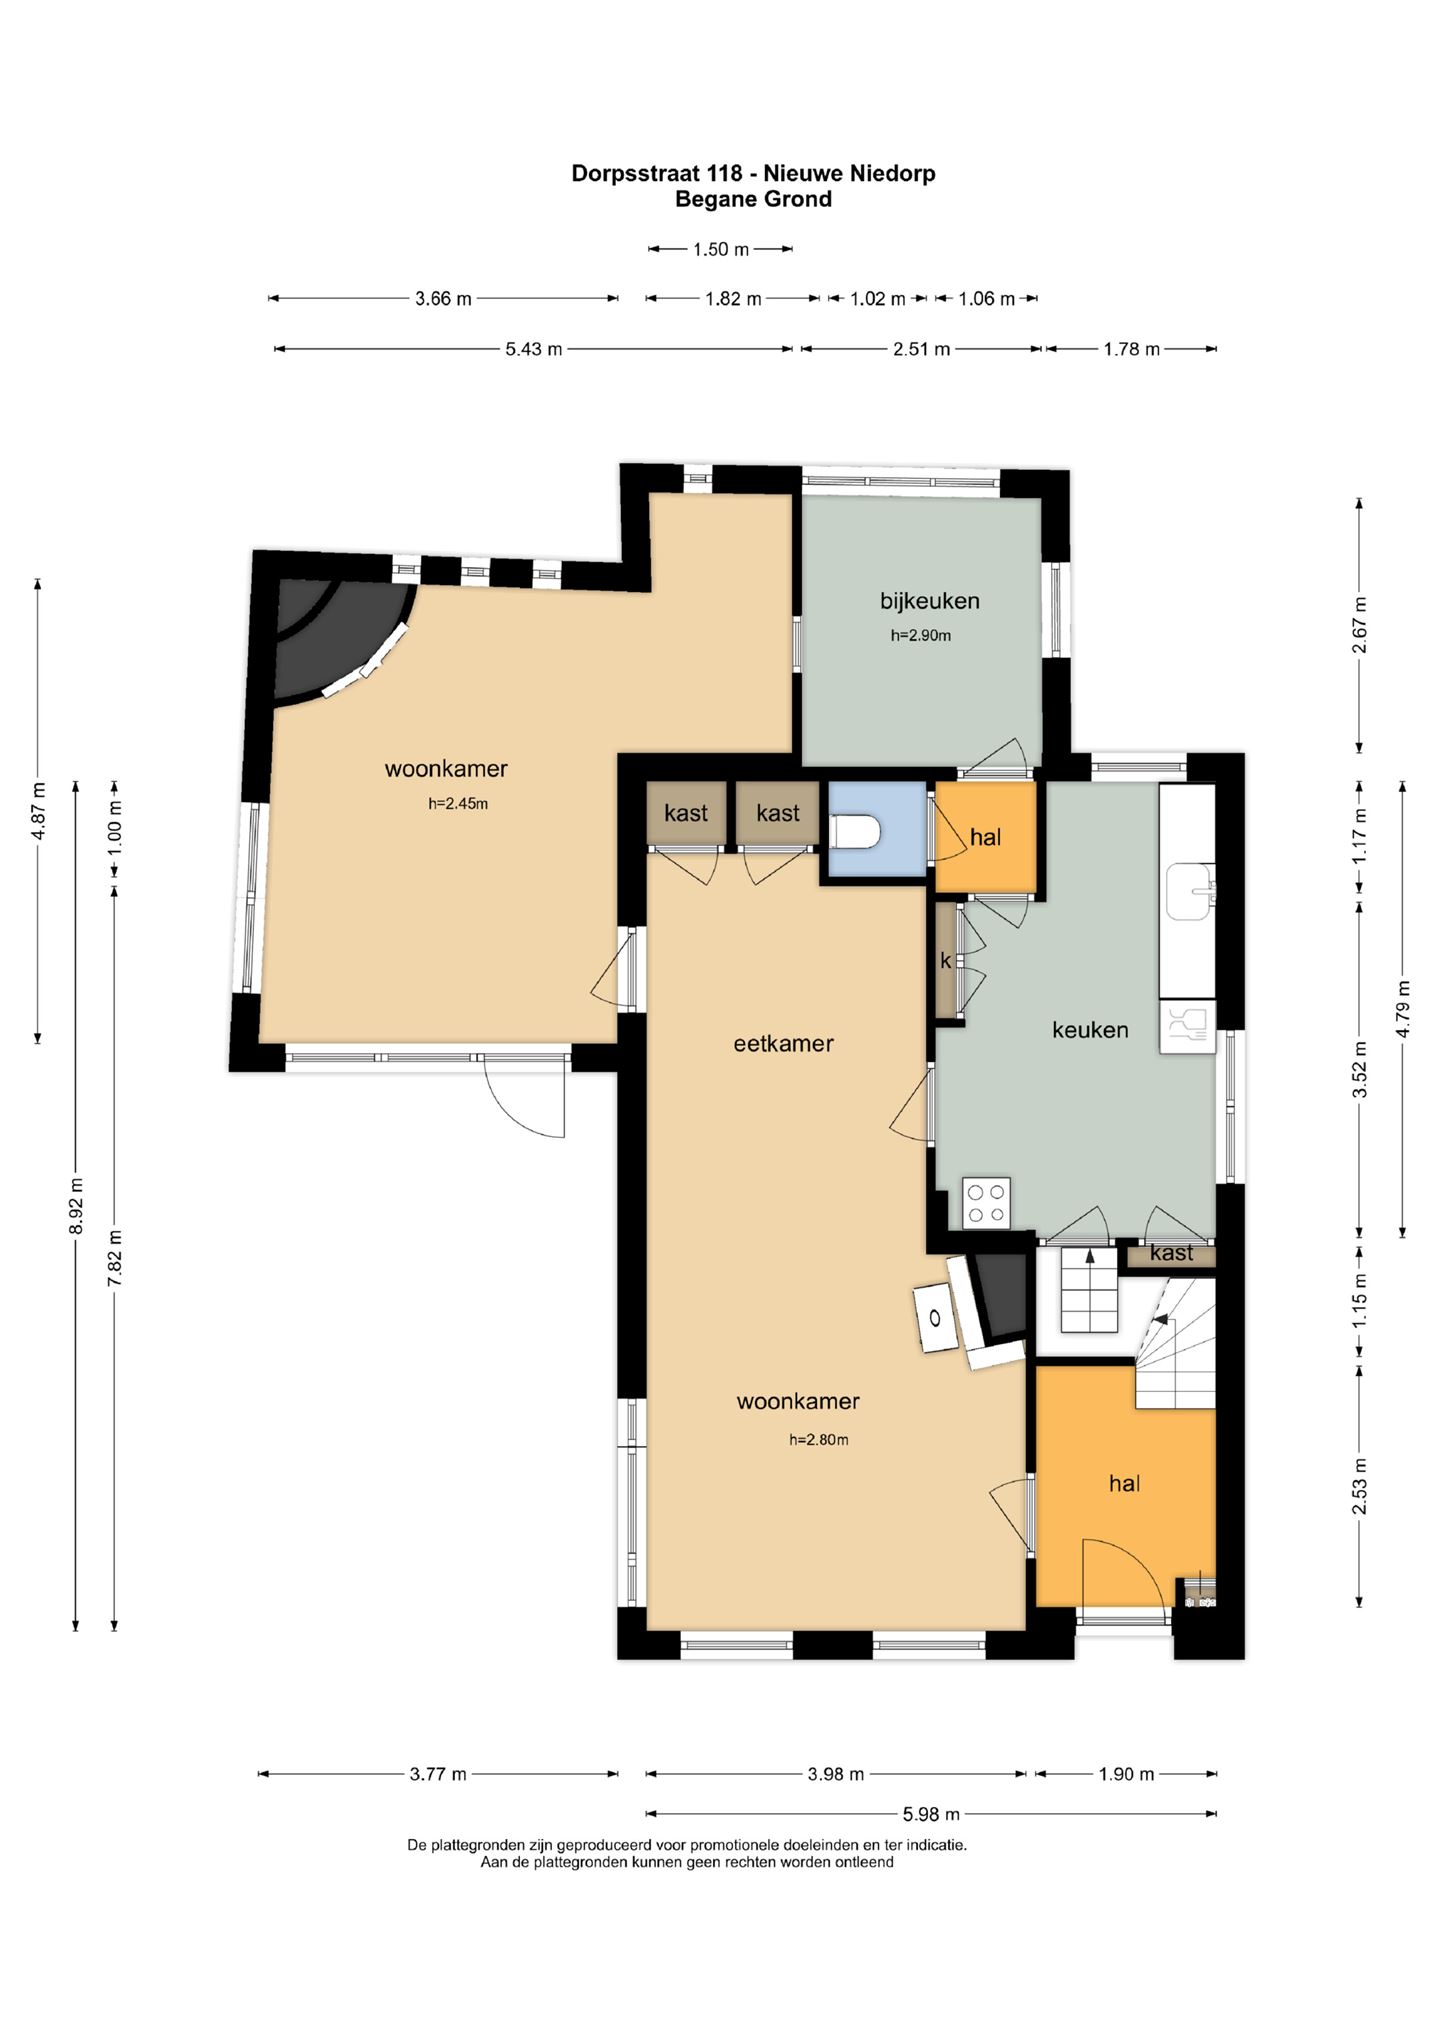 Dorpsstraat 118 - Nieuwe Niedorp
Begane Grond
1.50 m
3.66 m
1.82 m
1.02 m
1.06 m
5.43 m
2.51 m
1.78 m
bijkeuken
h=2.90m
2.67 m
woonkamer
h=2.45m
4.87 m
1.00 m
kast
kast
hal
1.17 m
k
keuken
4.79 m
eetkamer
3.52 m
8.92 m
7.82 m
kast
1.15 m
woonkamer
h=2.80m
hal
2.53 m
3.77 m
3.98 m
1.90 m
5.98 m
De plattegronden zijn geproduceerd voor promotionele doeleinden en ter indicatie.
Aan de plattegronden kunnen geen rechten worden ontleend